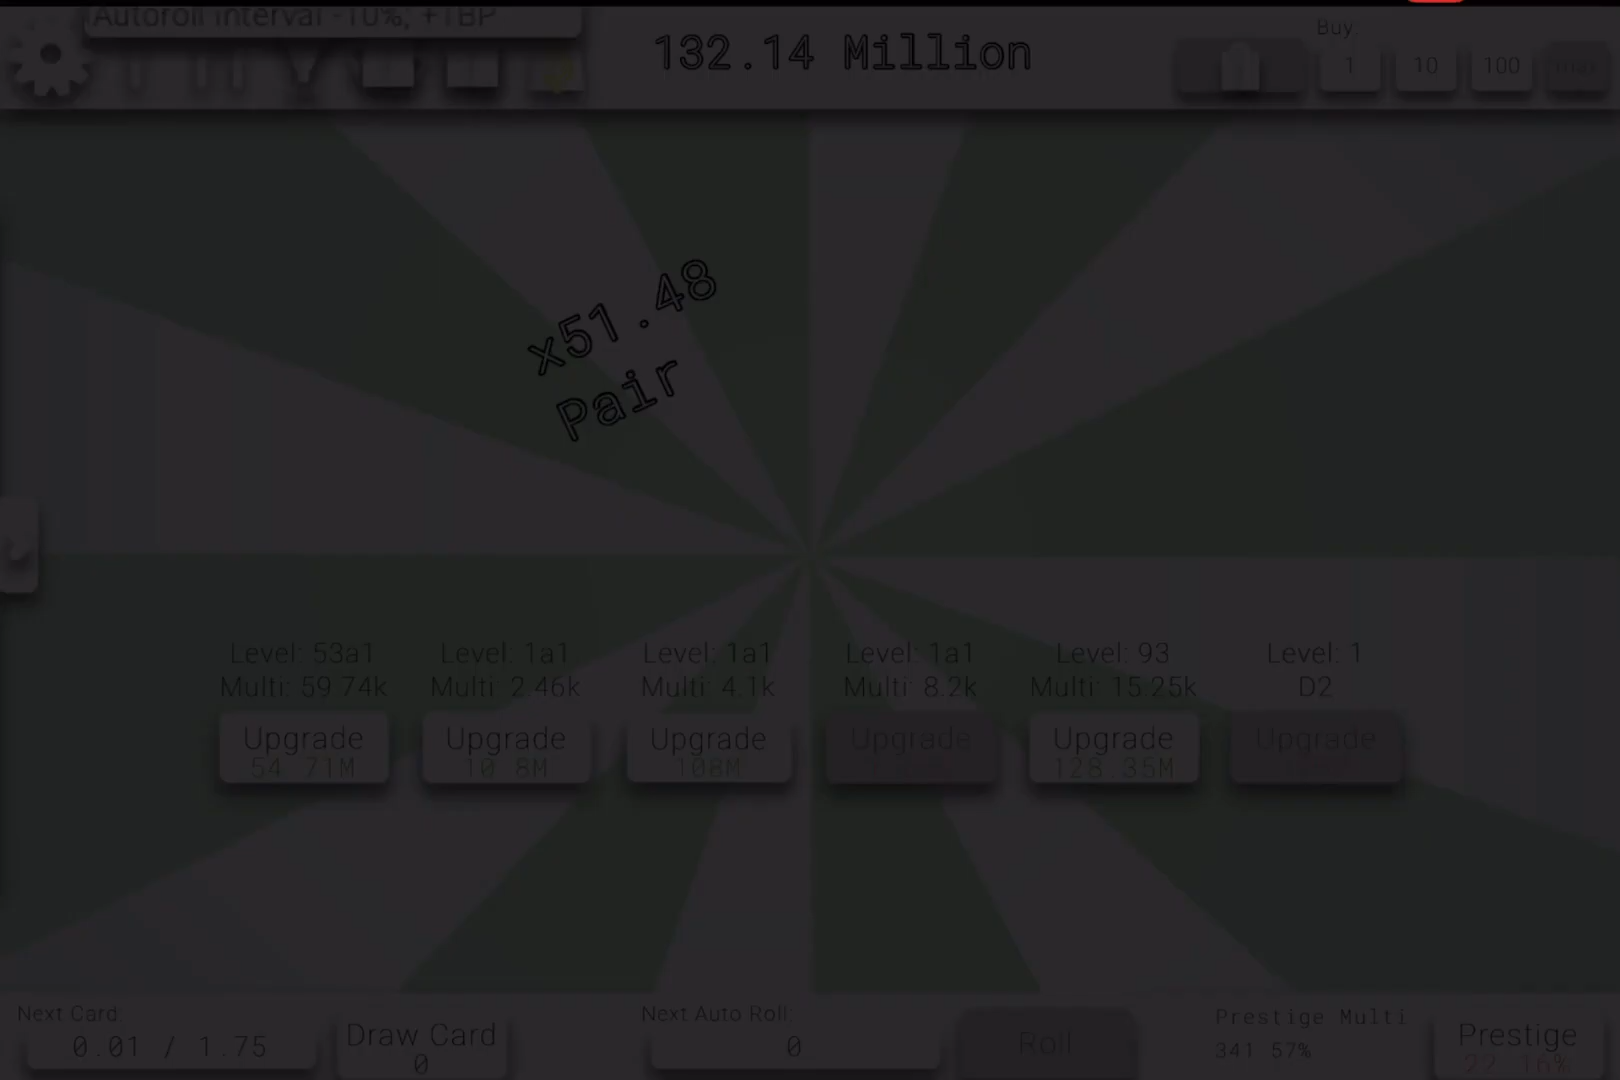 Autoroll interval -10%, +1BP
132.14 Million
Buy:
1
10
100
max
x51.48
Pair
Level: 53a1
Multi: 59.74k
Upgrade
54.71M
Level: 1a1
Multi: 2.46k
Upgrade
10.8M
Level: 1a1
Multi: 4.1k
Upgrade
108M
Level: 1a1
Multi: 8.2k
Upgrade
Level: 93
Multi: 15.25k
Upgrade
128.35M
Level: 1
D2
Upgrade
Next Card:
0.01 / 1.75
Draw Card
0
Next Auto Roll:
0
Roll
Prestige Multi
341.57%
Prestige
22.16%